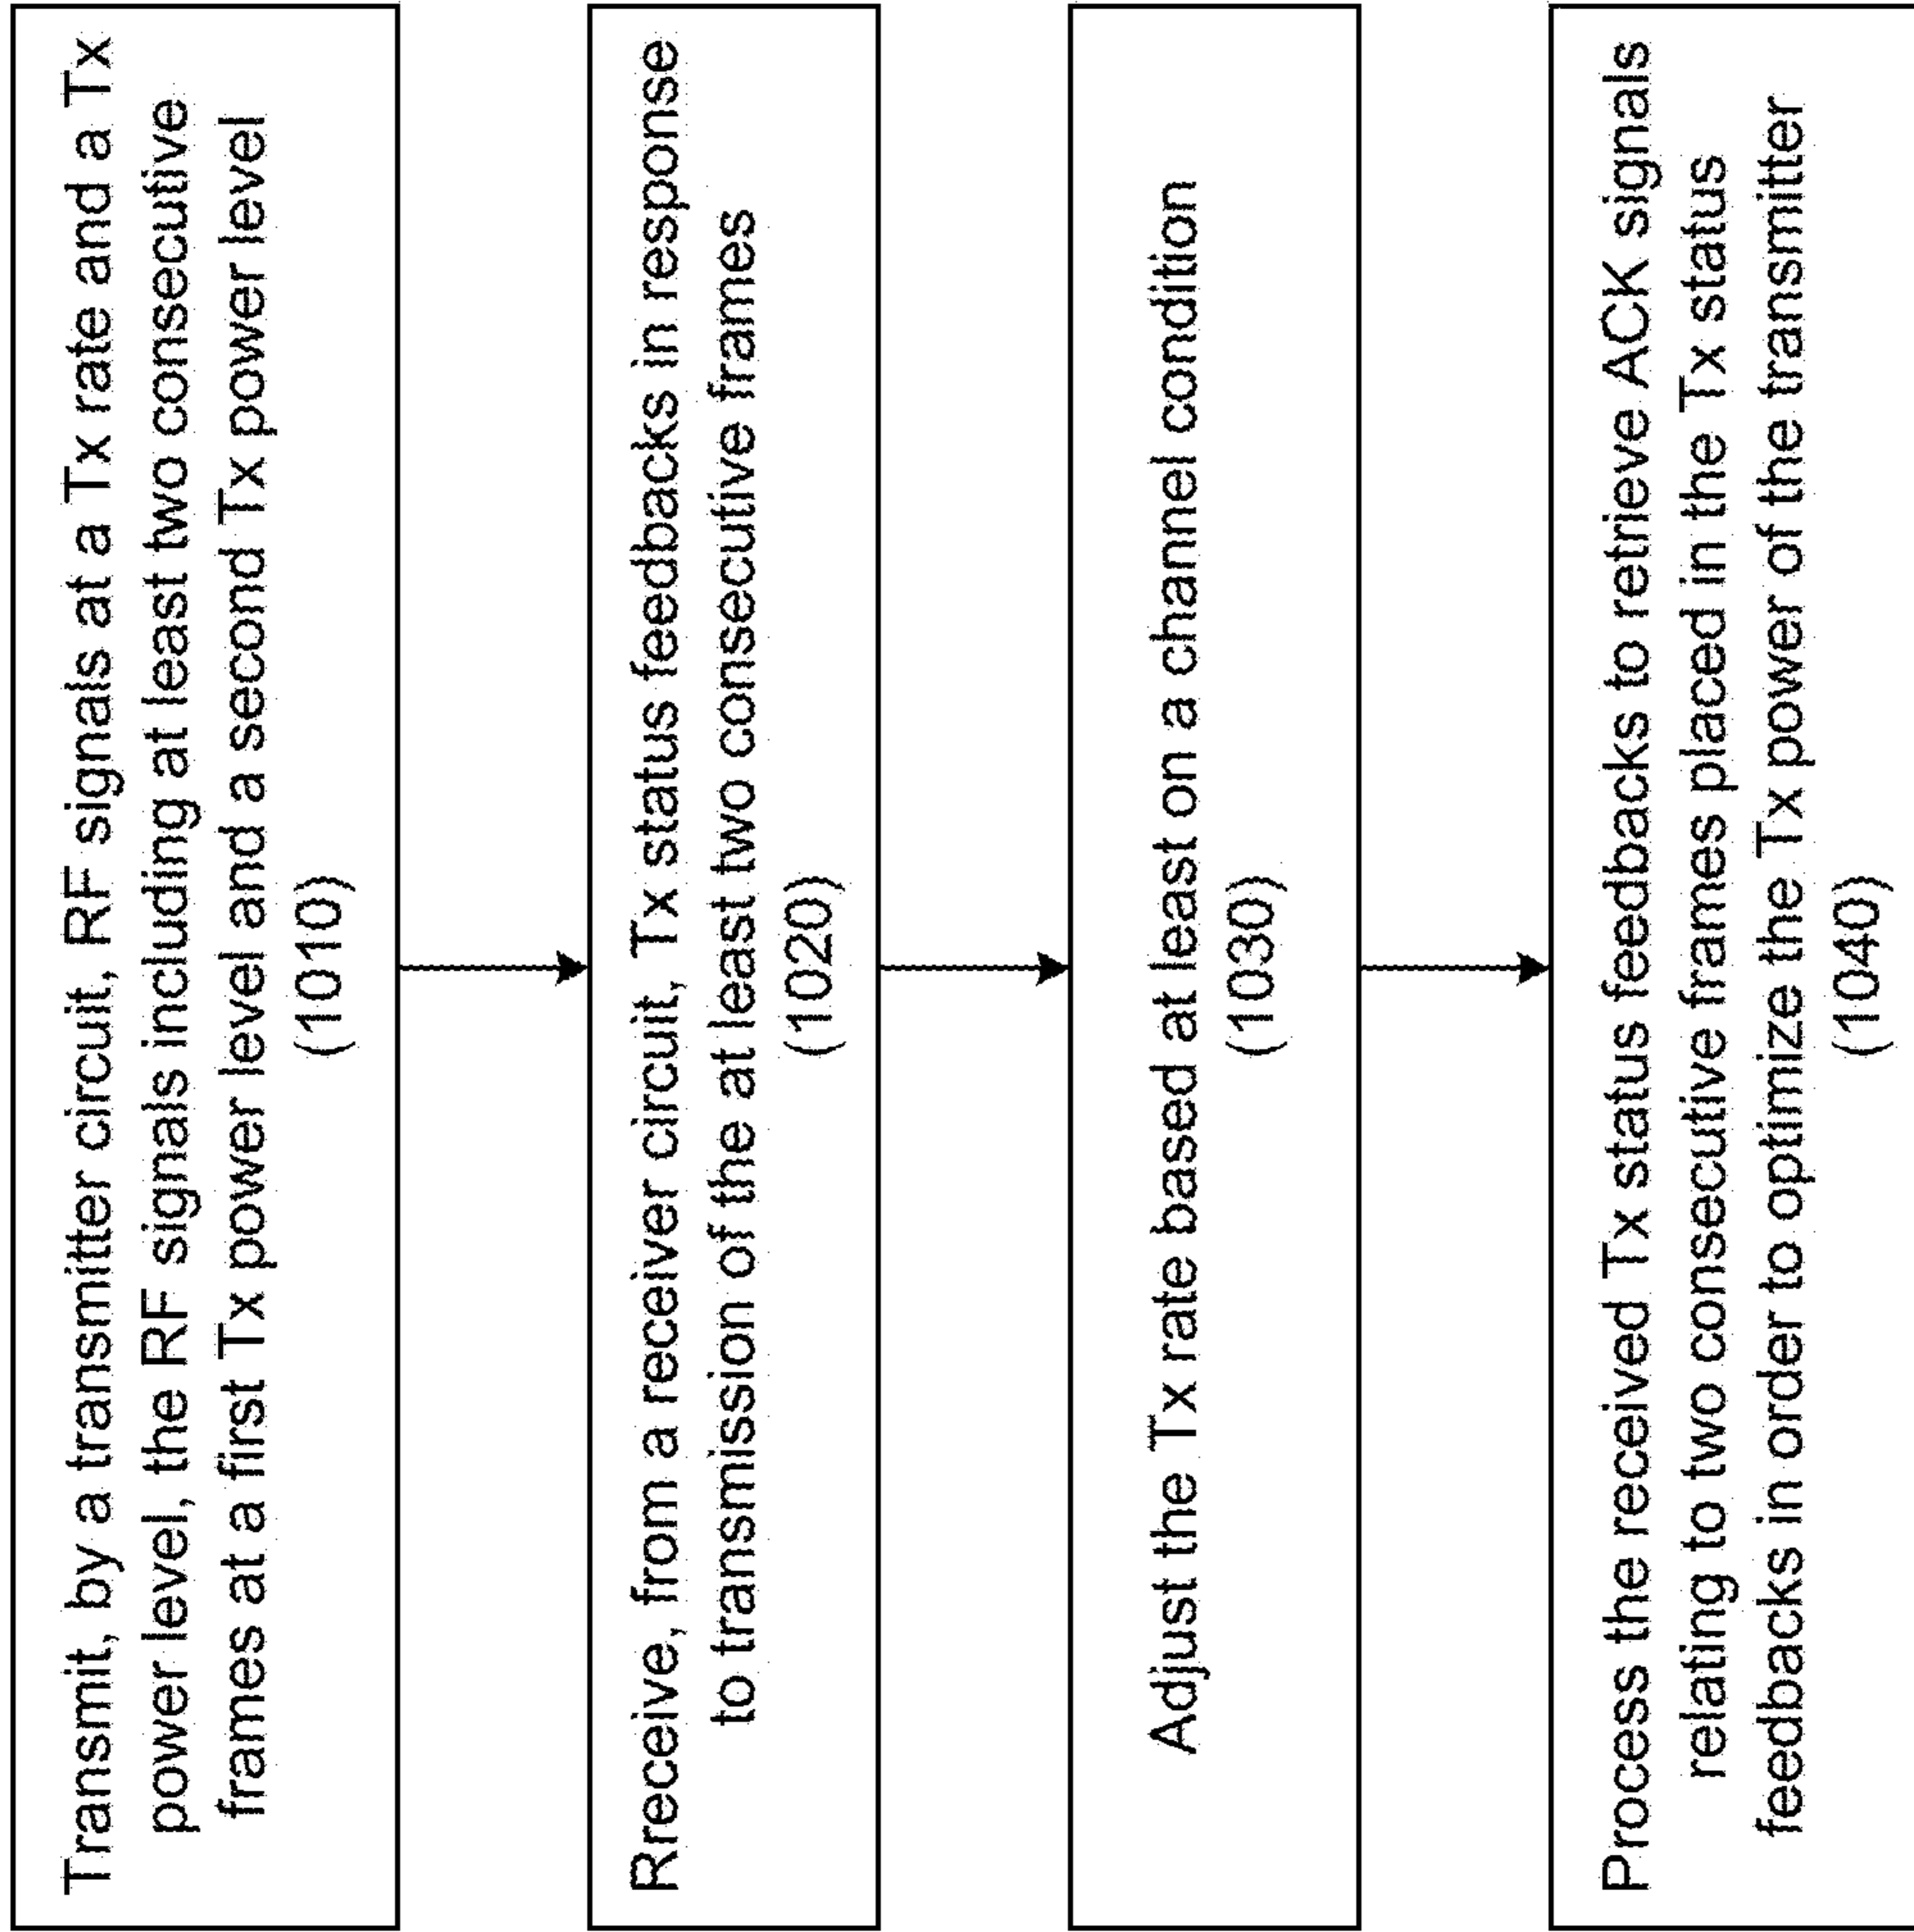 Transmit, by a transmitter circuit, RF signals at a Tx rate and a Tx
power level, the RF signals including at least two consecutive
frames at a first Tx power level and a second Tx power level
(1010)
Rreceive, from a receiver circuit, Tx status feedbacks in response
to transmission of the at least two consecutive frames
(1020)
Adjust the Tx rate based at least on a channel condition
(1030)
Process the received Tx status feedbacks to retrieve ACK signals
relating to two consecutive frames placed in the Tx status
feedbacks in order to optimize the Tx power of the transmitter
(1040)